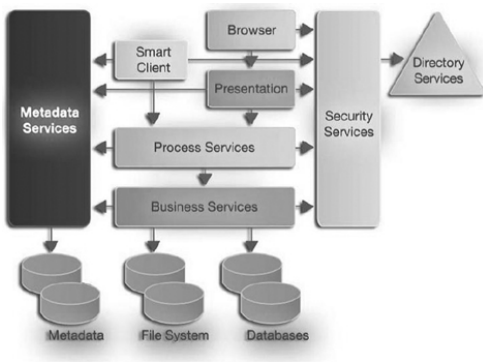 Browser
Smart
Client
Directory
Services
Presentation
Metadata
Services
Security
Services
Process Services
Business Services
Metadata
File System
Databases